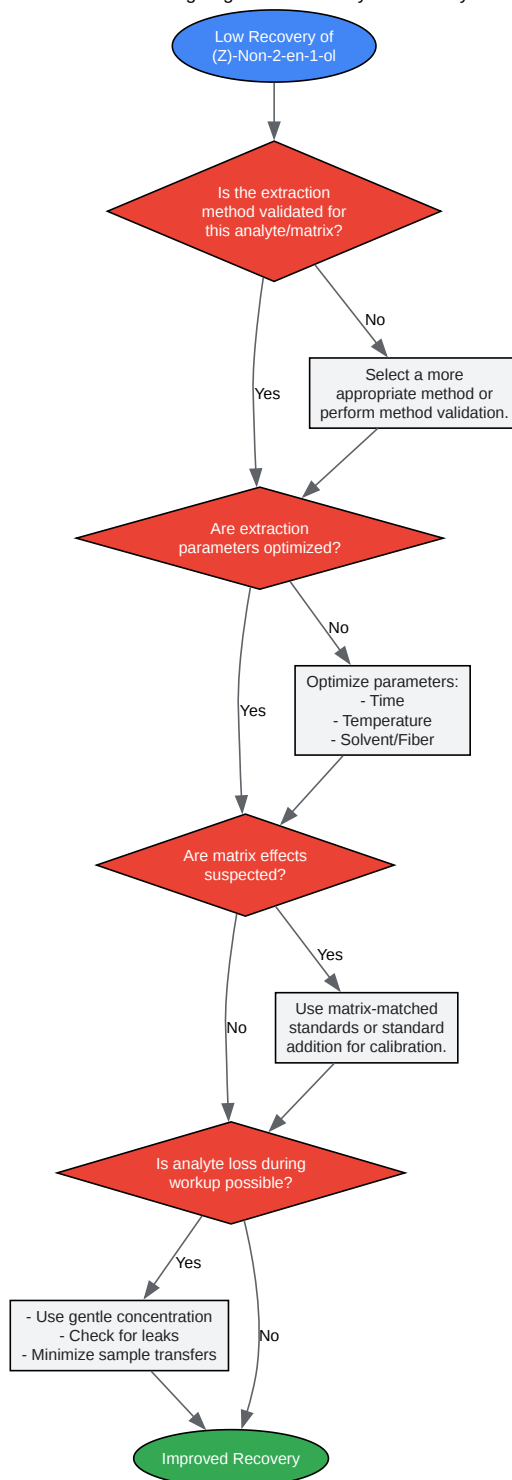 Low Recovery of
(Z)-Non-2-en-1-ol
Is the extraction
method validated for
this analyte/matrix?
No
Select a more
appropriate method or
perform method validation.
Yes
Are extraction
parameters optimized?
No
Optimize parameters:
- Time
- Temperature
- Solvent/Fiber
Yes
Are matrix effects
suspected?
Yes
Use matrix-matched
standards or standard
addition for calibration.
No
Is analyte loss during
workup possible?
Yes
- Use gentle concentration
- Check for leaks
- Minimize sample transfers
No
Improved Recovery